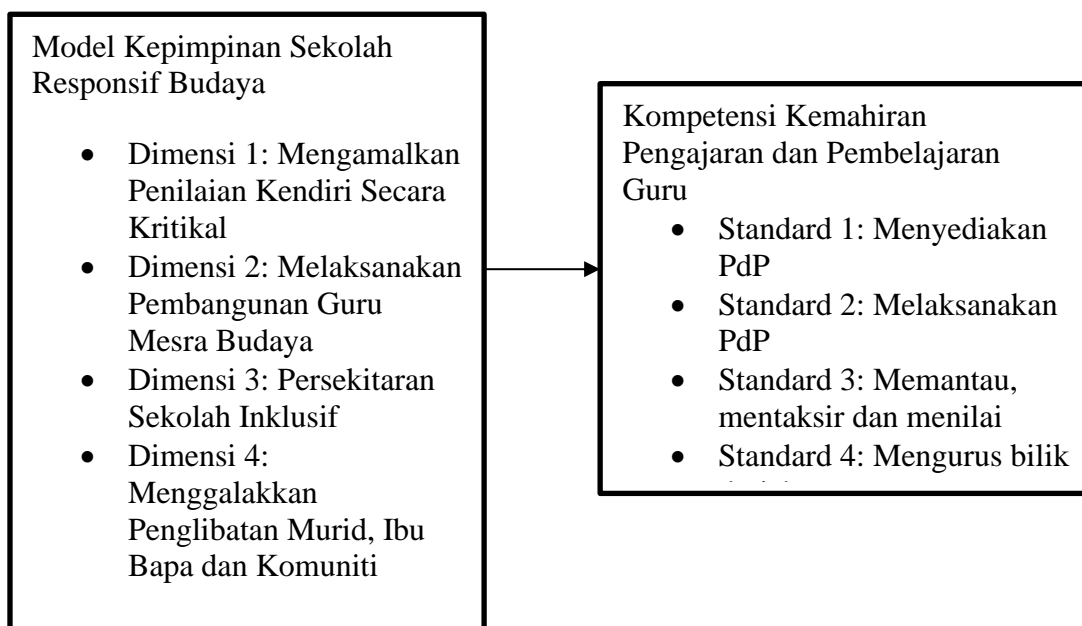 Model Kepimpinan Sekolah
Responsif Budaya
• Dimensi 1: Mengamalkan
Penilaian Kendiri Secara
Kritikal
• Dimensi 2: Melaksanakan
Pembangunan Guru
Mesra Budaya
• Dimensi 3: Persekitaran
Sekolah Inklusif
• Dimensi 4:
Menggalakkan
Penglibatan Murid, Ibu
Bapa dan Komuniti
Kompetensi Kemahiran
Pengajaran dan Pembelajaran
Guru
• Standard 1: Menyediakan
PdP
• Standard 2: Melaksanakan
PdP
• Standard 3: Memantau,
mentaksir dan menilai
• Standard 4: Mengurus bilik